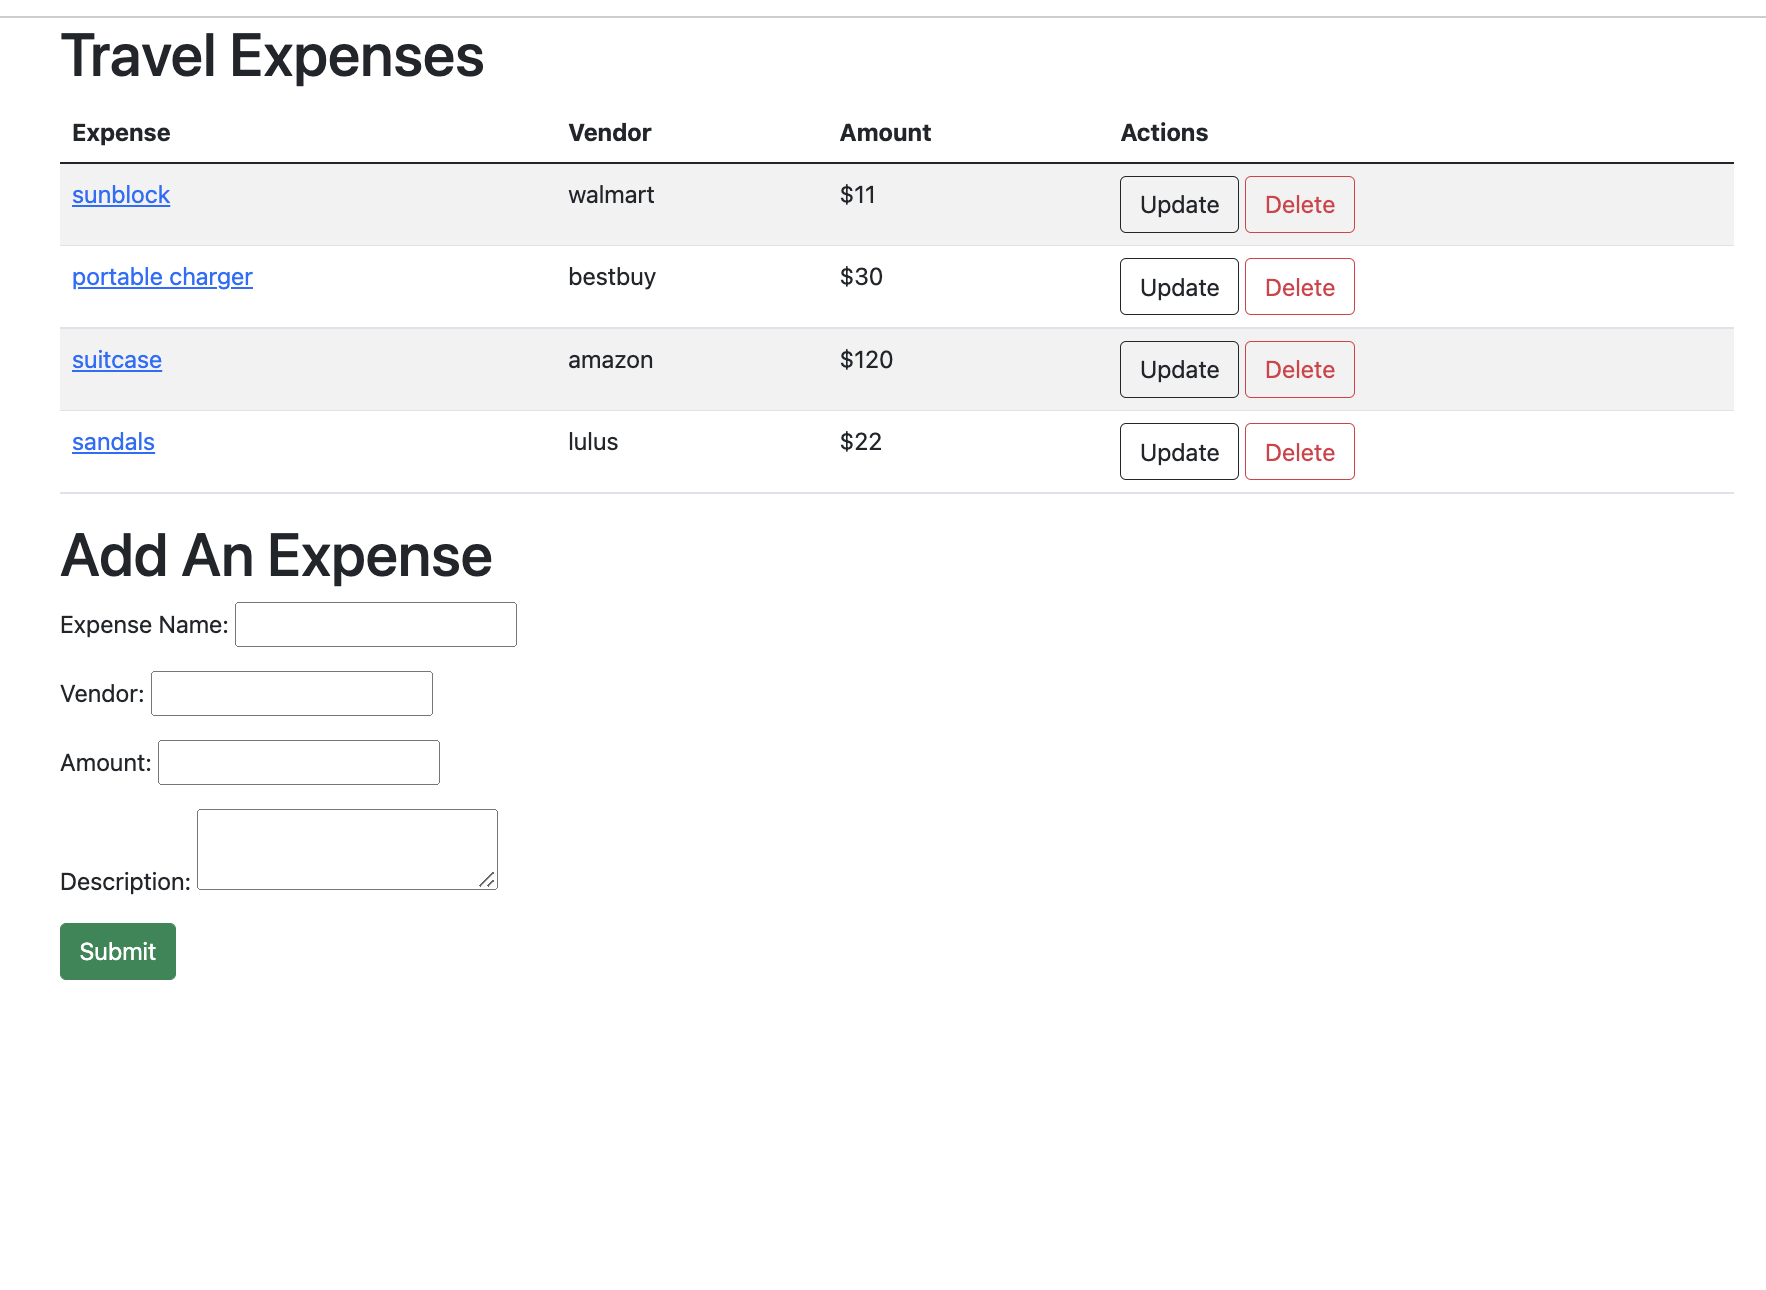 Travel Expenses
Expense Vendor Amount Actions
sunblock walmart $11 Update Delete
portable charger bestbuy $30 Update Delete
suitcase amazon $120 Update Delete
sandals lulus $22 Update Delete
Add An Expense
Expense Name:
Vendor:
Amount:
Description:
Submit